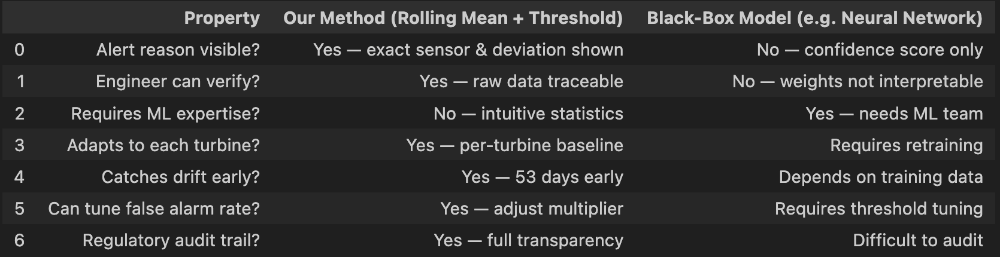 Property Our Method (Rolling Mean + Threshold) Black-Box Model (e.g. Neural Network)
0 Alert reason visible? Yes — exact sensor & deviation shown No — confidence score only
1 Engineer can verify? Yes — raw data traceable No — weights not interpretable
2 Requires ML expertise? No — intuitive statistics Yes — needs ML team
3 Adapts to each turbine? Yes — per-turbine baseline Requires retraining
4 Catches drift early? Yes — 53 days early Depends on training data
5 Can tune false alarm rate? Yes — adjust multiplier Requires threshold tuning
6 Regulatory audit trail? Yes — full transparency Difficult to audit